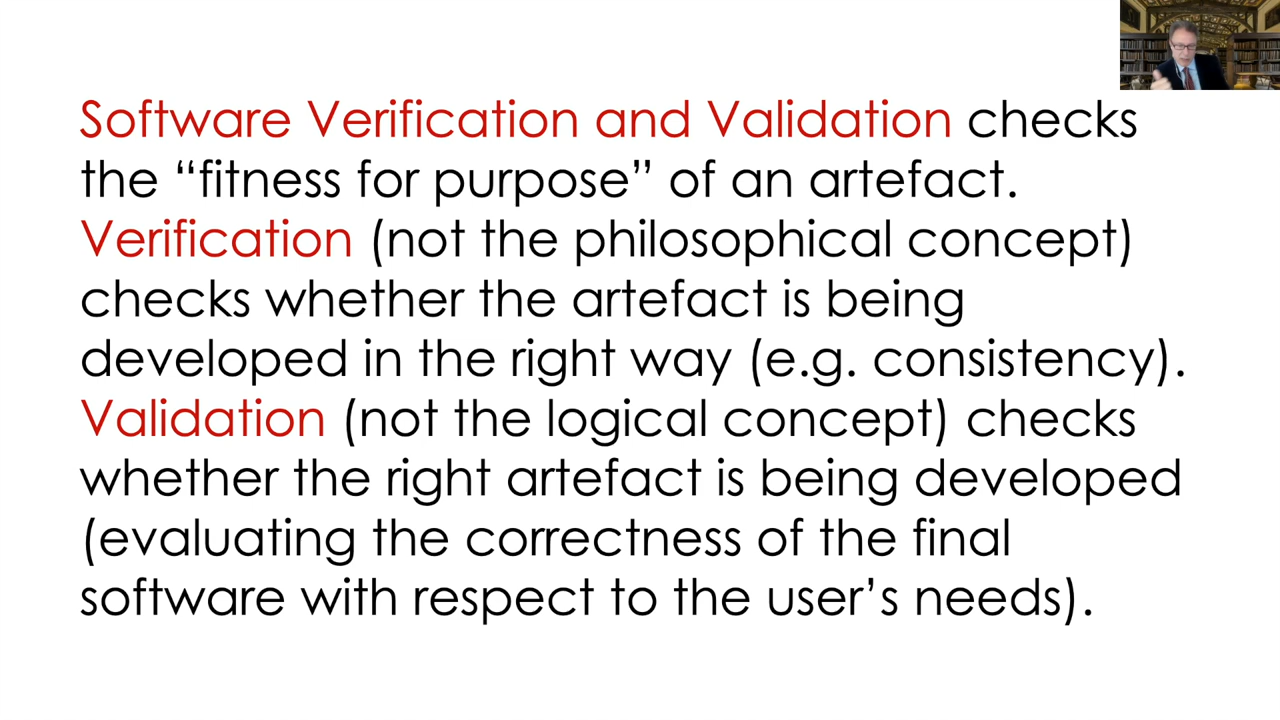 Software Verification and Validation checks
the “fitness for purpose” of an artefact.
Verification (not the philosophical concept)
checks whether the artefact is being
developed in the right way (e.g. consistency).
Validation (not the logical concept) checks
whether the right artefact is being developed
(evaluating the correctness of the final
software with respect to the user’s needs).